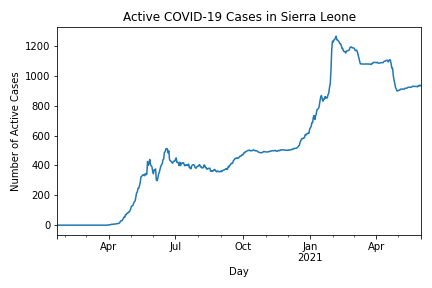 Active COVID-19 Cases in Sierra Leone
Number of Active Cases
1200
1000
800
600
400
200
0
Apr
Jul
Oct
Jan
2021
Apr
Day